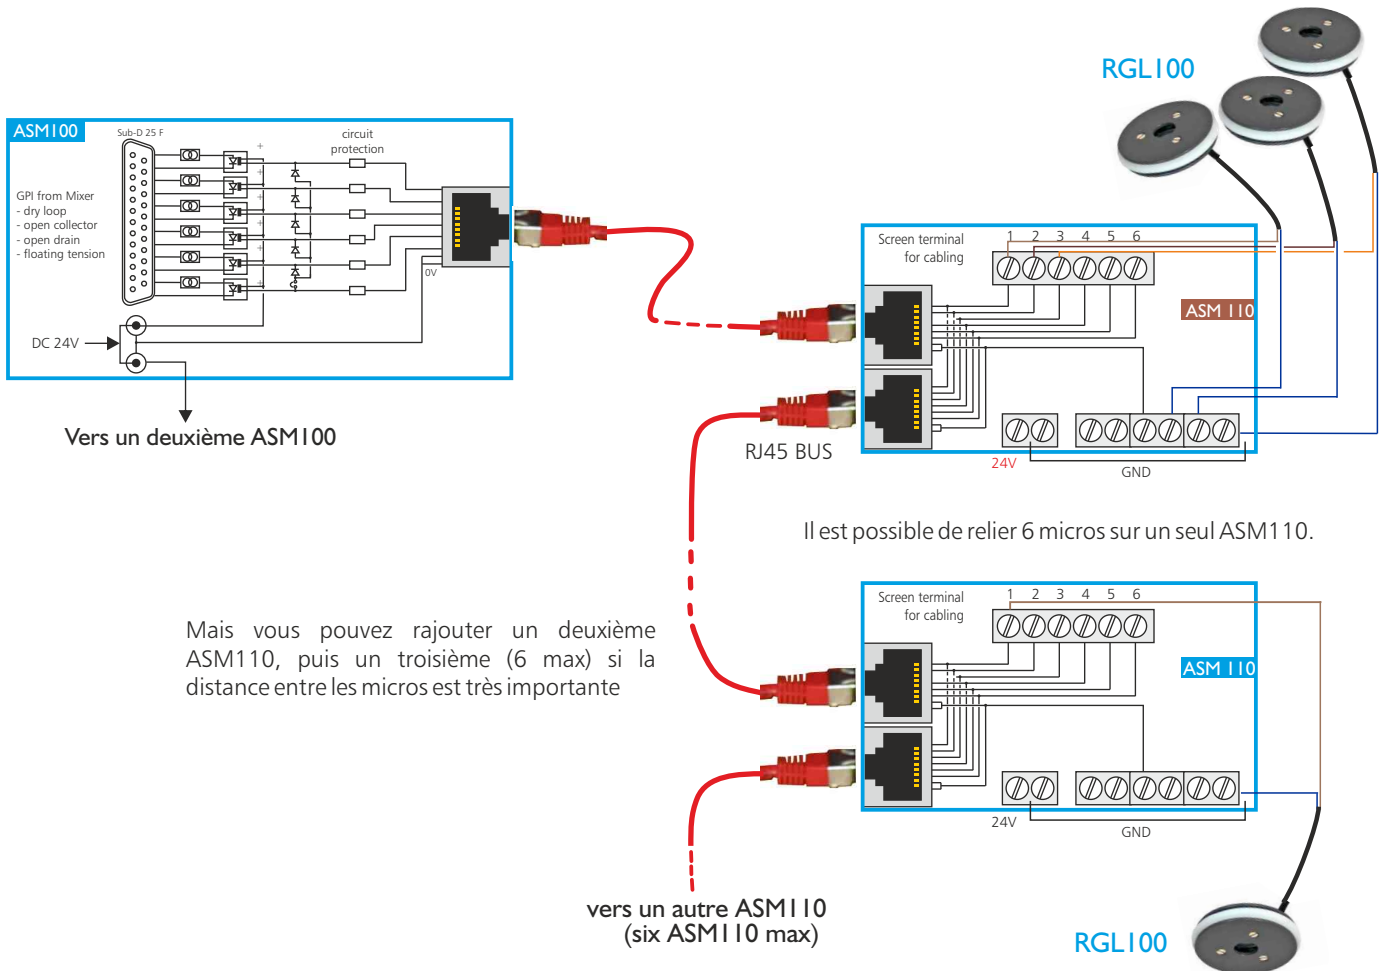 RGL100
ASM100
Sub-D 25 F
circuit
protection
+
+
+
+
+
+
GPI from Mixer
- dry loop
- open collector
- open drain
- floating tension
0V
DC 24V
Vers un deuxième ASM100
Screen terminal
for cabling
1 2 3 4 5 6
ASM 110
RJ45 BUS
24V
GND
Il est possible de relier 6 micros sur un seul ASM110.
Mais vous pouvez rajouter un deuxième
ASM110, puis un troisième (6 max) si la
distance entre les micros est très importante
Screen terminal
for cabling
1 2 3 4 5 6
ASM 110
24V
GND
vers un autre ASM110
(six ASM110 max)
RGL100